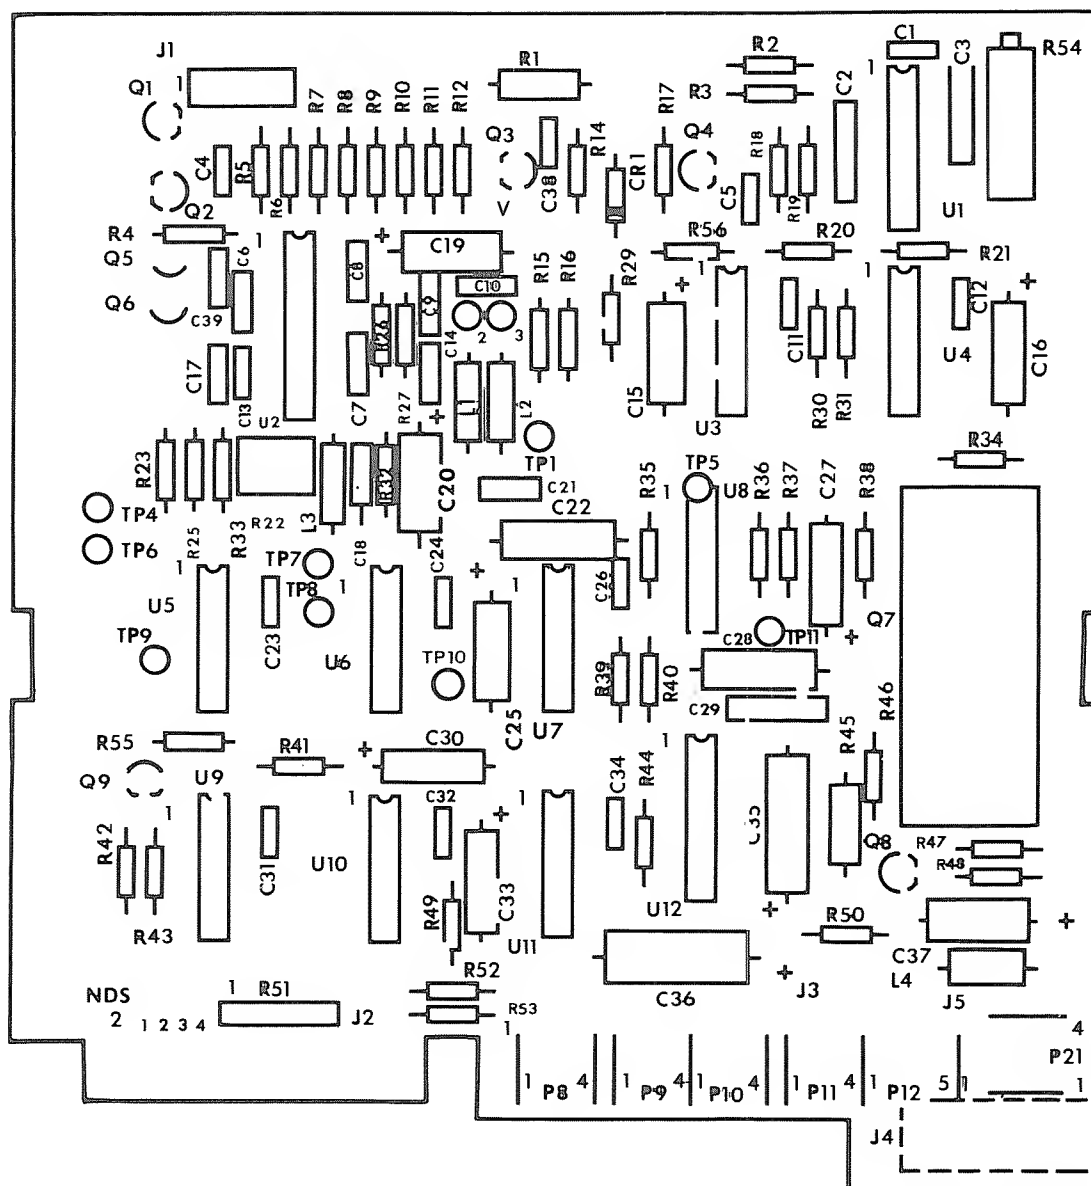 J1
R1
R2
C1
C3
R54
Q1
1
R7
R8
R9
R10
R11
R12
R3
R17
C2
1
Q3
R14
Q4
C4
R5
R6
C38
CR1
R18
C5
R19
Q2
V
U1
R4
1
+
C19
R56
R20
R21
Q5
C6
C8
C10
R15
R16
R29
1
1
+
Q6
C39
C9
+
C12
R26
C14
2
3
C11
U4
C16
C17
C13
C7
R27
L1
L2
C15
R30
R31
U2
+
U3
R23
TP1
TP5
R34
R32
C20
C21
R35
1
U8
R36
R37
C27
R38
TP4
R25
R33
R22
L3
C18
C22
TP6
TP7
C24
1
TP8
1
+
1
C26
U5
Q7
TP9
C23
U6
TP10
C28
TP11
+
R39
R40
C25
U7
C29
R46
R55
R41
+
C30
1
R45
Q9
U9
C34
R44
1
1
C32
+
1
C35
R42
C31
U10
Q8
R47
R48
R49
C33
R43
U11
U12
+
R50
+
C37
R52
C36
+
J3
L4
NDS
2
1 2 3 4
1
R51
J2
R53
1
J5
4
P21
1
P8
4
1
P9
4
1
P10
4
1
P11
4
1
P12
5
1
1
J4